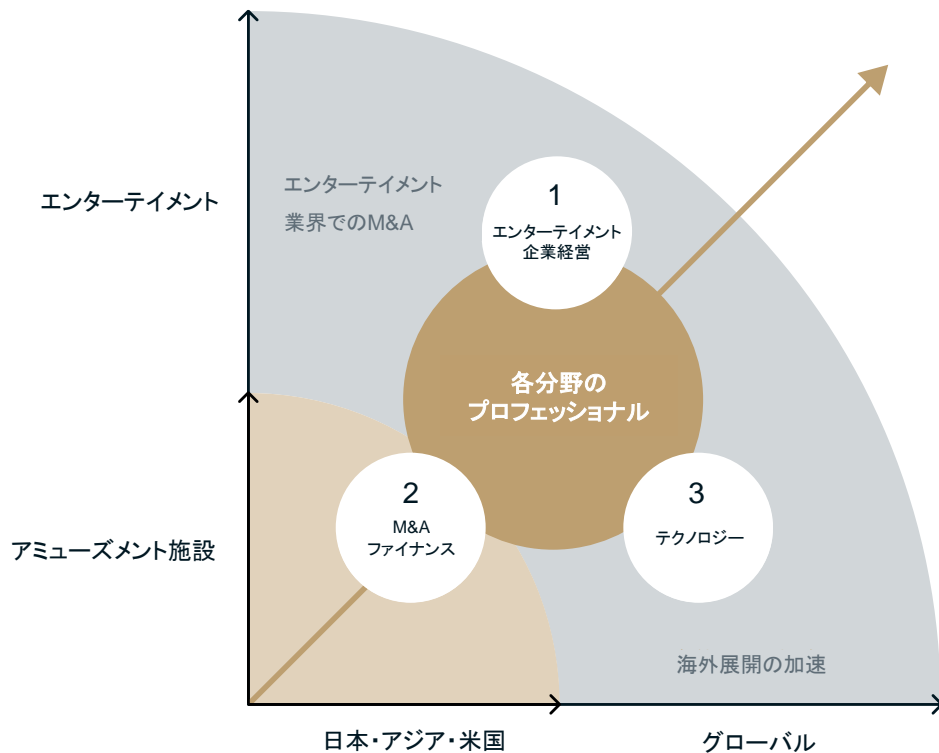 エンターテイメント
エンターテイメント
業界でのM&A
1
エンターテイメント
企業経営
各分野の
プロフェッショナル
2
M&A
ファイナンス
3
テクノロジー
アミューズメント施設
海外展開の加速
日本・アジア・米国
グローバル